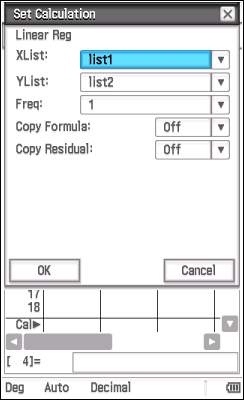 Set Calculation
Linear Reg
XList: list1
YList: list2
Freq: 1
Copy Formula: Off
Copy Residual: Off
OK Cancel
17
18
Cal▶
[ 4]=
Deg Auto Decimal